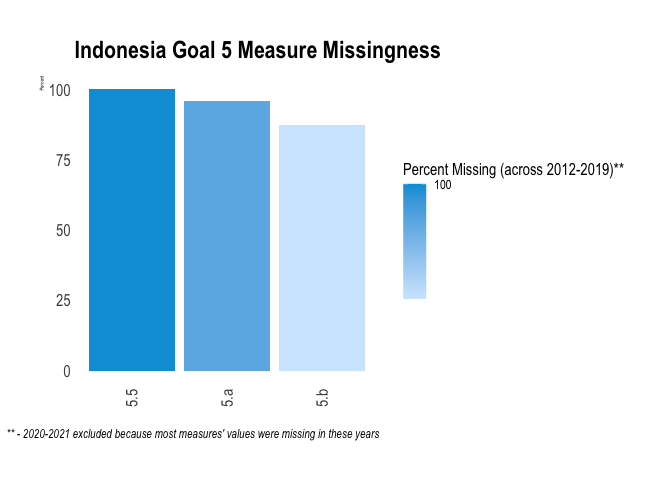 Indonesia Goal 5 Measure Missingness
Percent
100
75
50
25
0
5.5
5.a
5.b
Percent Missing (across 2012-2019)**
100
** - 2020-2021 excluded because most measures' values were missing in these years